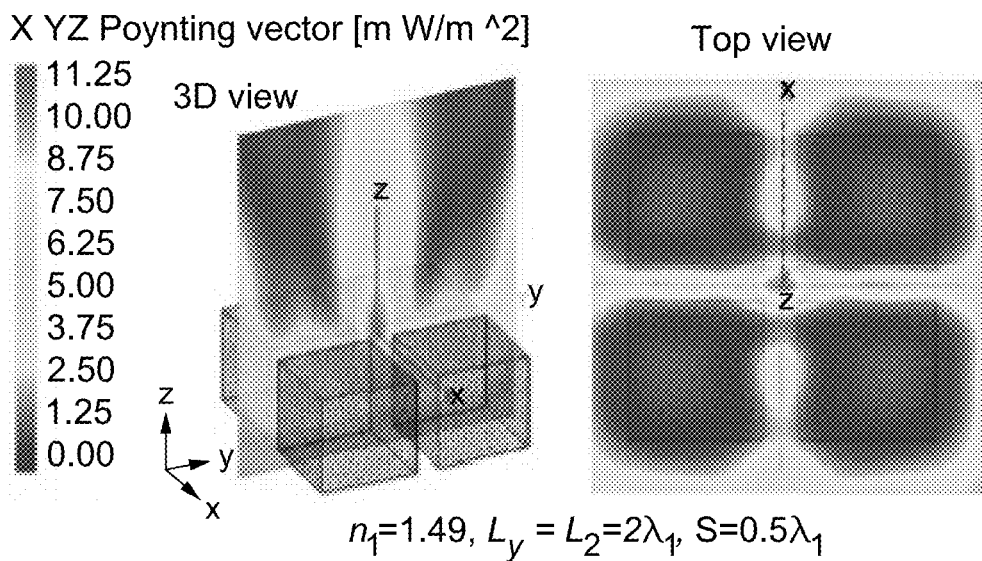 X YZ Poynting vector [m W/m ^2]
11.25
10.00
8.75
7.50
6.25
5.00
3.75
2.50
1.25
0.00
3D view
z
y
x
z
y
x
Top view
x
z
n1=1.49, Ly = L2=2λ1, S=0.5λ1